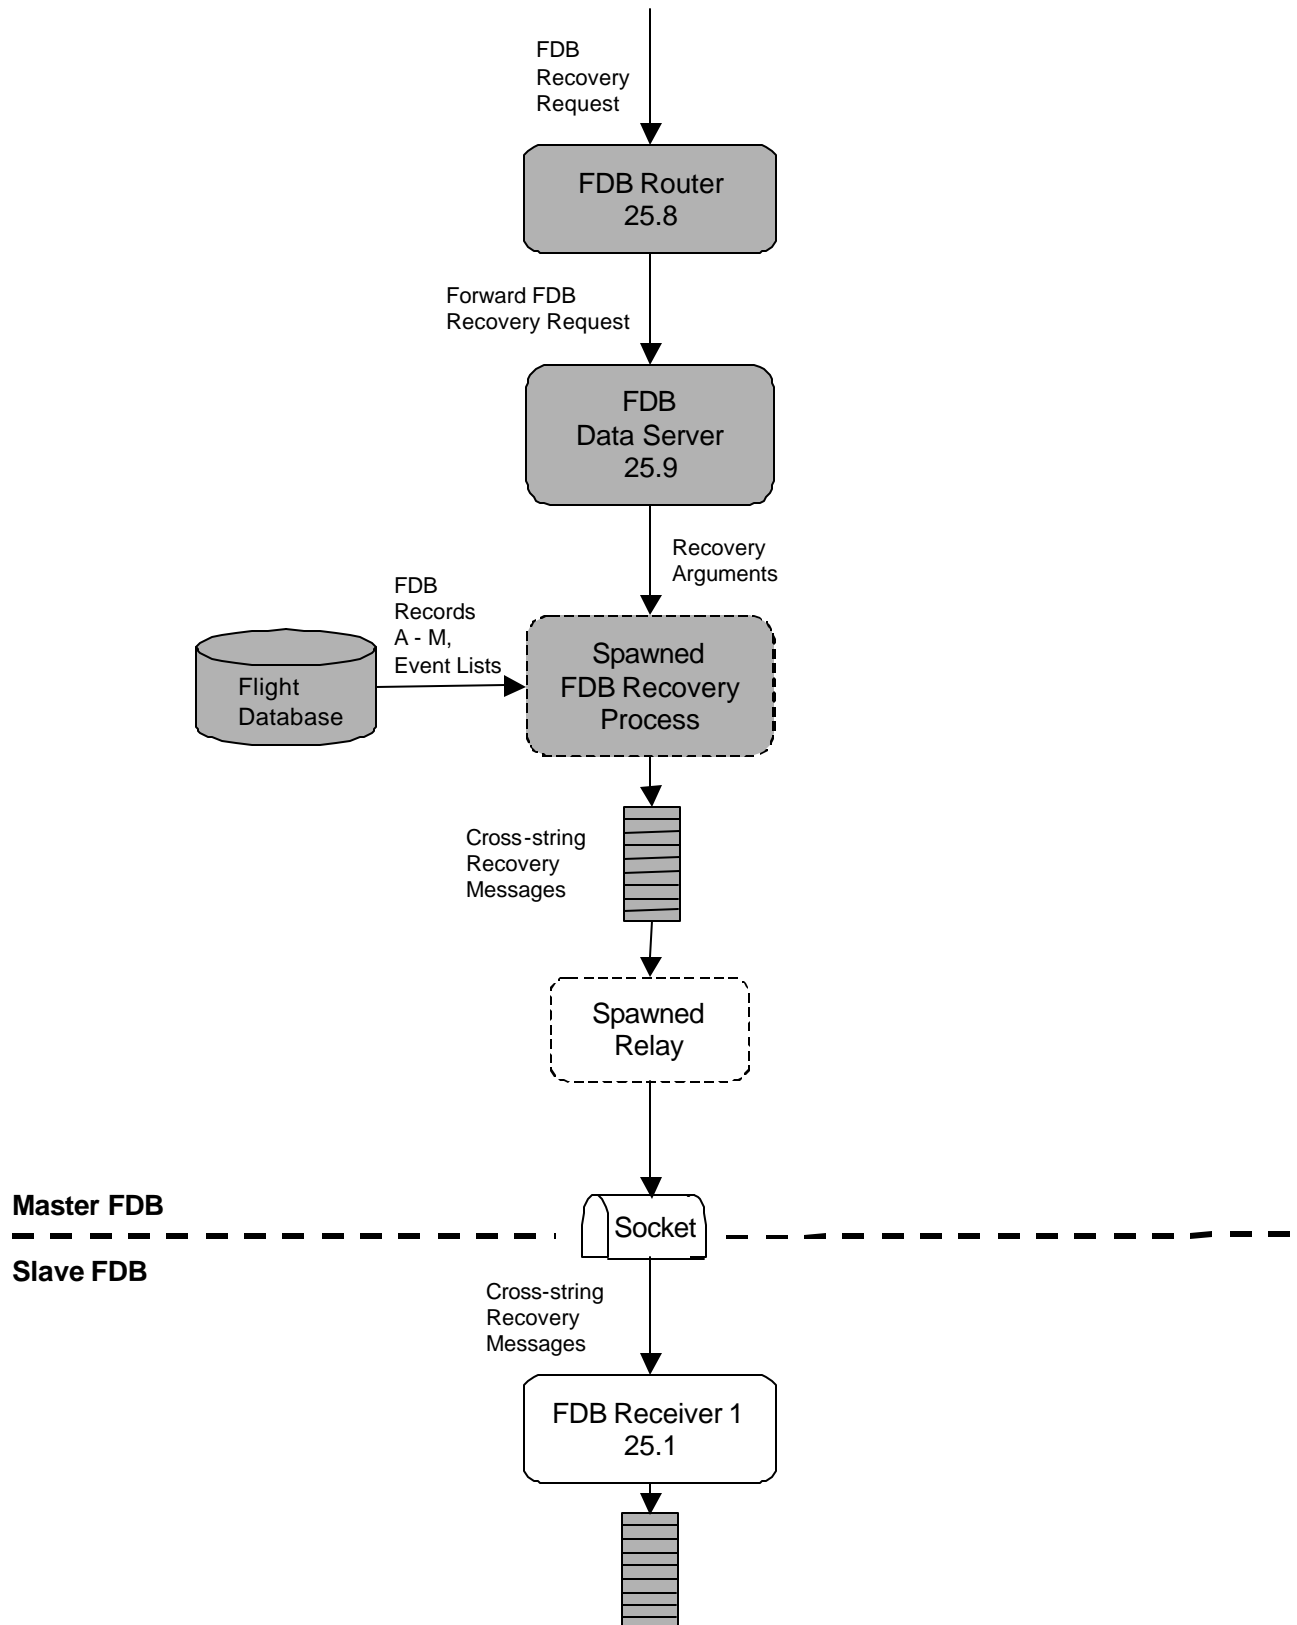 FDB
Recovery
Request
FDB Router
25.8
Forward FDB
Recovery Request
FDB
Data Server
25.9
Recovery
Arguments
FDB
Records
A - M,
Event Lists
Flight
Database
Spawned
FDB Recovery
Process
Cross-string
Recovery
Messages
Spawned
Relay
Master FDB
Socket
Slave FDB
Cross-string
Recovery
Messages
FDB Receiver 1
25.1